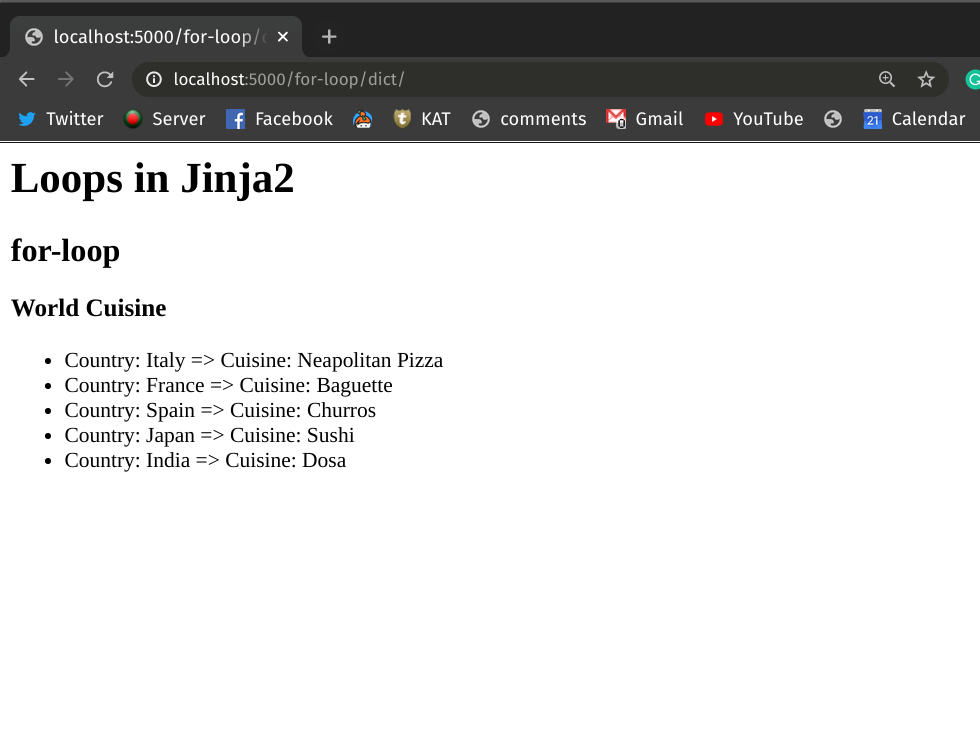 localhost:5000/for-loop/
localhost:5000/for-loop/dict/
Twitter Server Facebook KAT comments Gmail YouTube 21 Calendar
Loops in Jinja2
for-loop
World Cuisine
Country: Italy => Cuisine: Neapolitan Pizza
Country: France => Cuisine: Baguette
Country: Spain => Cuisine: Churros
Country: Japan => Cuisine: Sushi
Country: India => Cuisine: Dosa